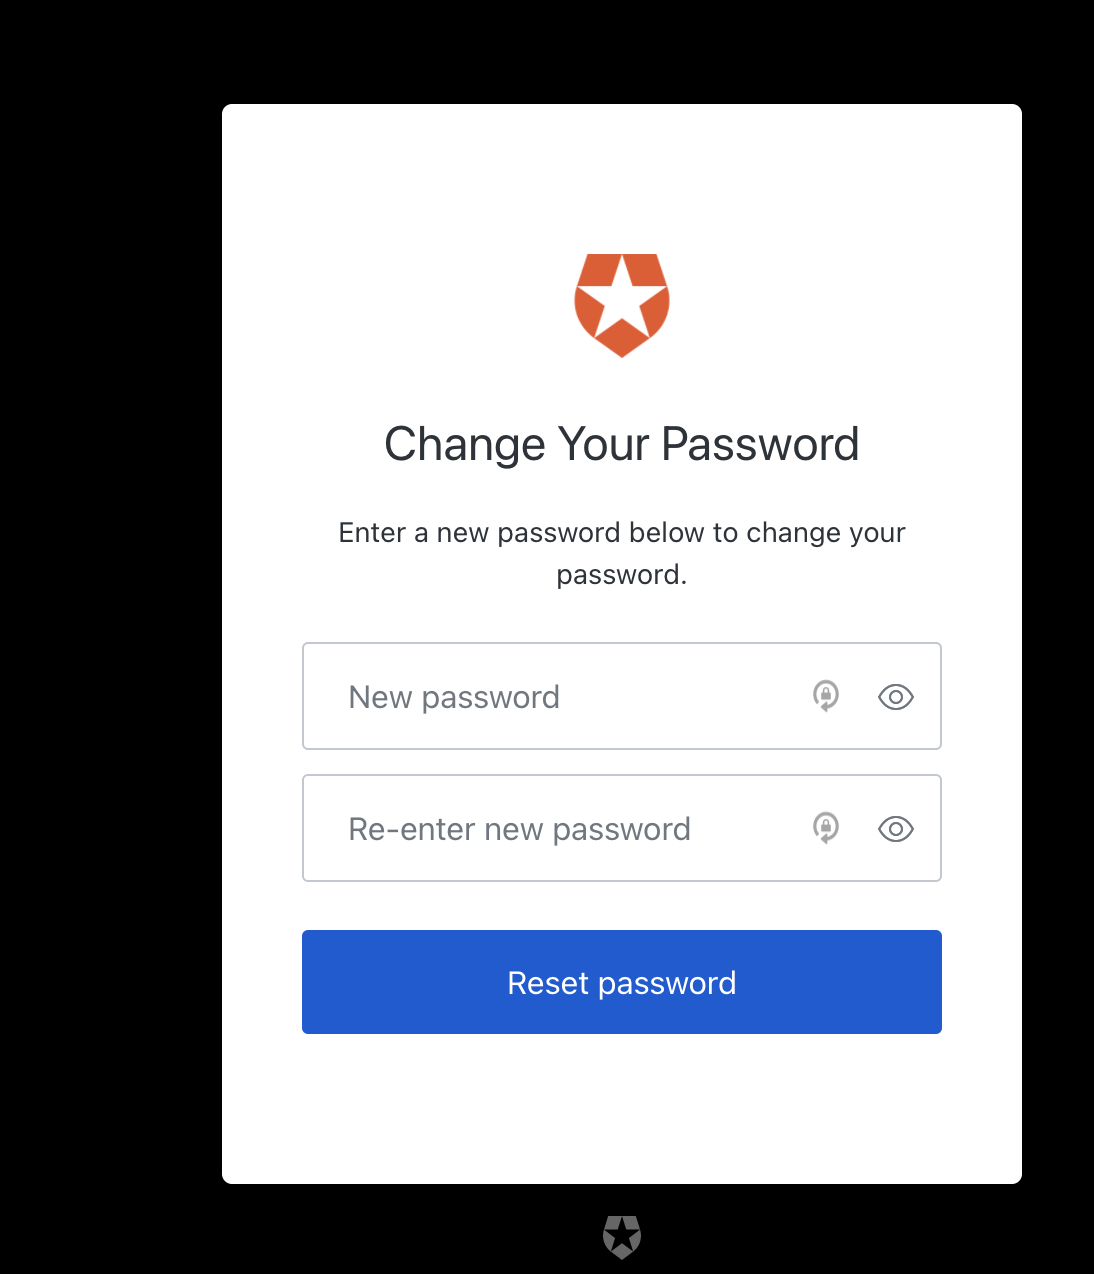 Change Your Password
Enter a new password below to change your
password.
New password
Re-enter new password
Reset password